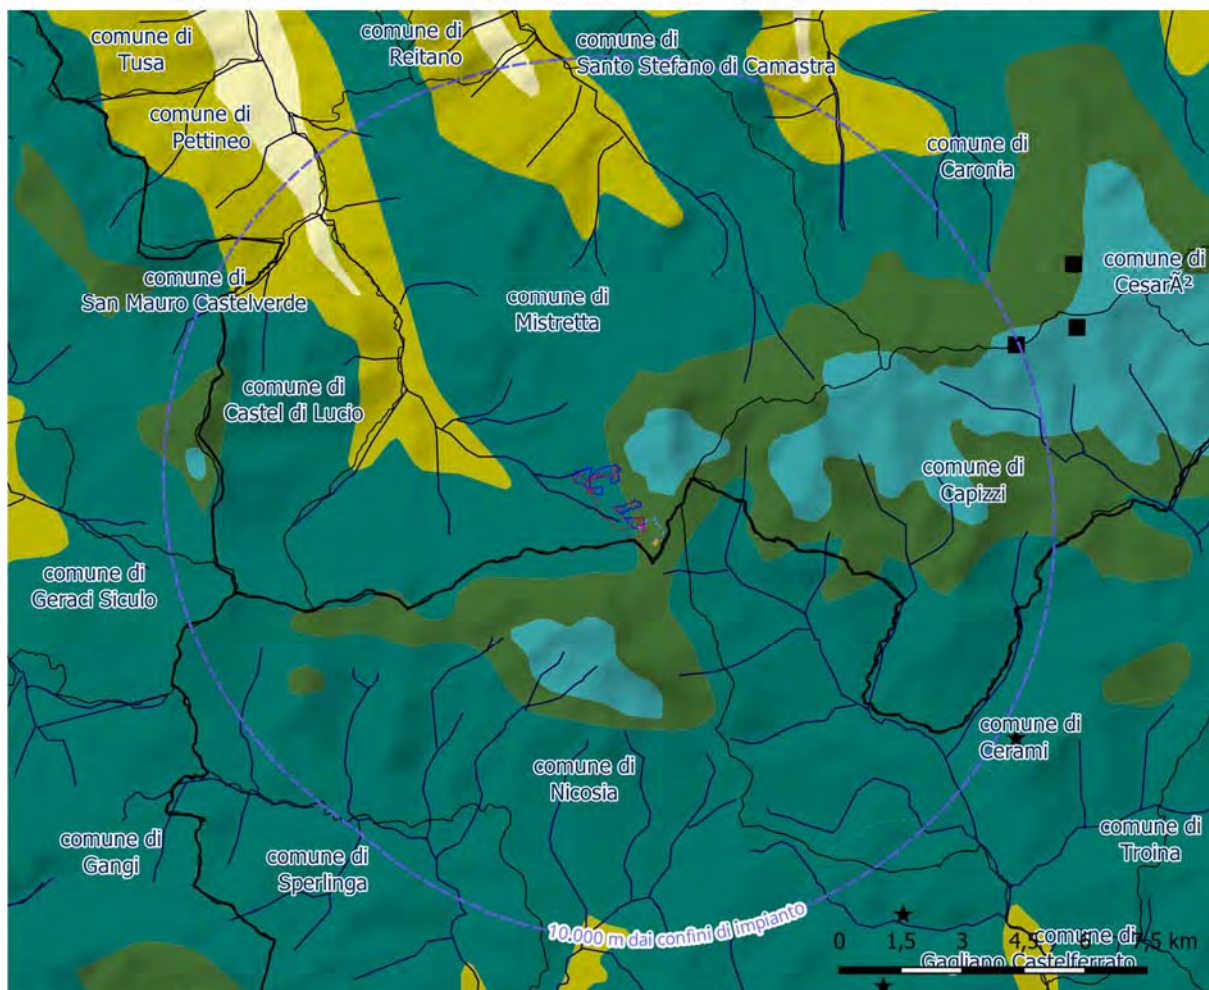 comune di
Tusa
comune di
Reitano
comune di
Santo Stefano di Camastra
comune di
Pettineo
comune di
Caronia
comune di
San Mauro Castelverde
comune di
Mistretta
comune di
CesarÃ²
comune di
Castel di Lucio
comune di
Capizzi
comune di
Geraci Siculo
comune di
Cerami
comune di
Nicosia
comune di
Gangi
comune di
Sperlinga
comune di
Troina
10.000 m dai confini di impianto
comune di
Gagliano Castelferrato
0 1,5 3 4,5 6 7,5 km